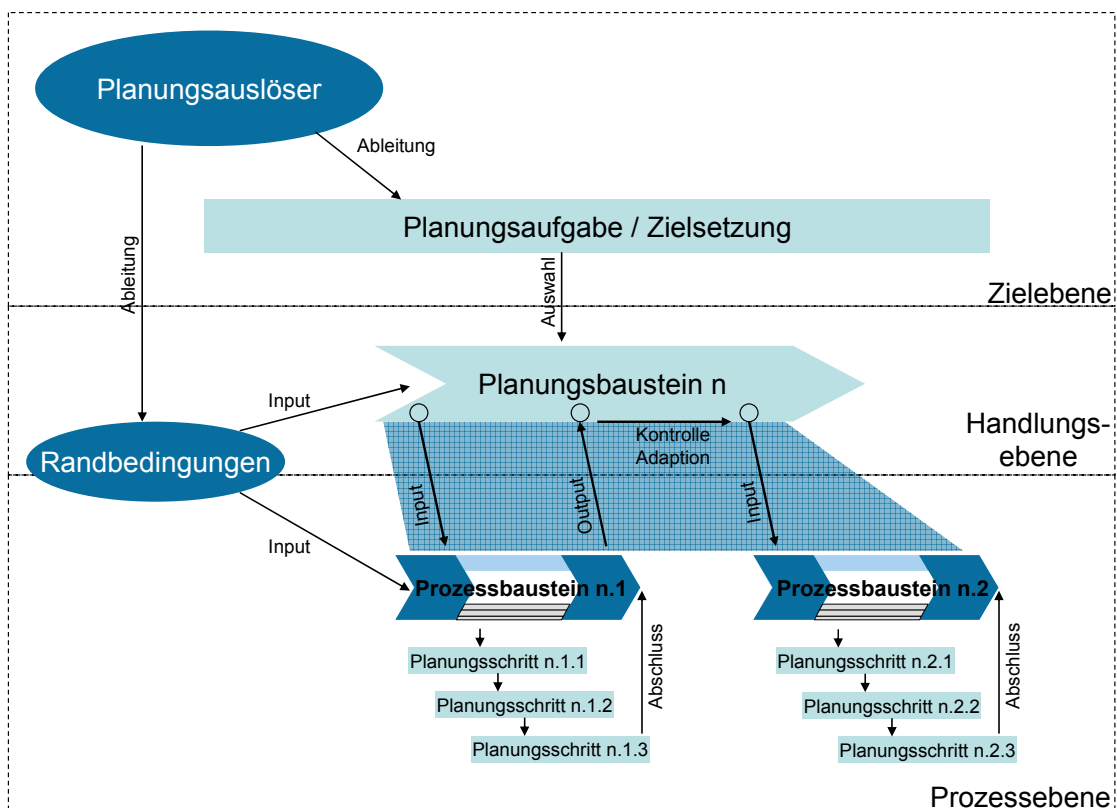 Planungsauslöser
Ableitung
Planungsaufgabe / Zielsetzung
Ableitung
Auswahl
Zielebene
Planungsbaustein n
Input
Kontrolle
Adaption
Handlungs-
ebene
Randbedingungen
Input
Output
Input
Input
Prozessbaustein n.1
Prozessbaustein n.2
Planungsschritt n.1.1
Planungsschritt n.1.2
Planungsschritt n.1.3
Abschluss
Planungsschritt n.2.1
Planungsschritt n.2.2
Planungsschritt n.2.3
Abschluss
Prozessebene